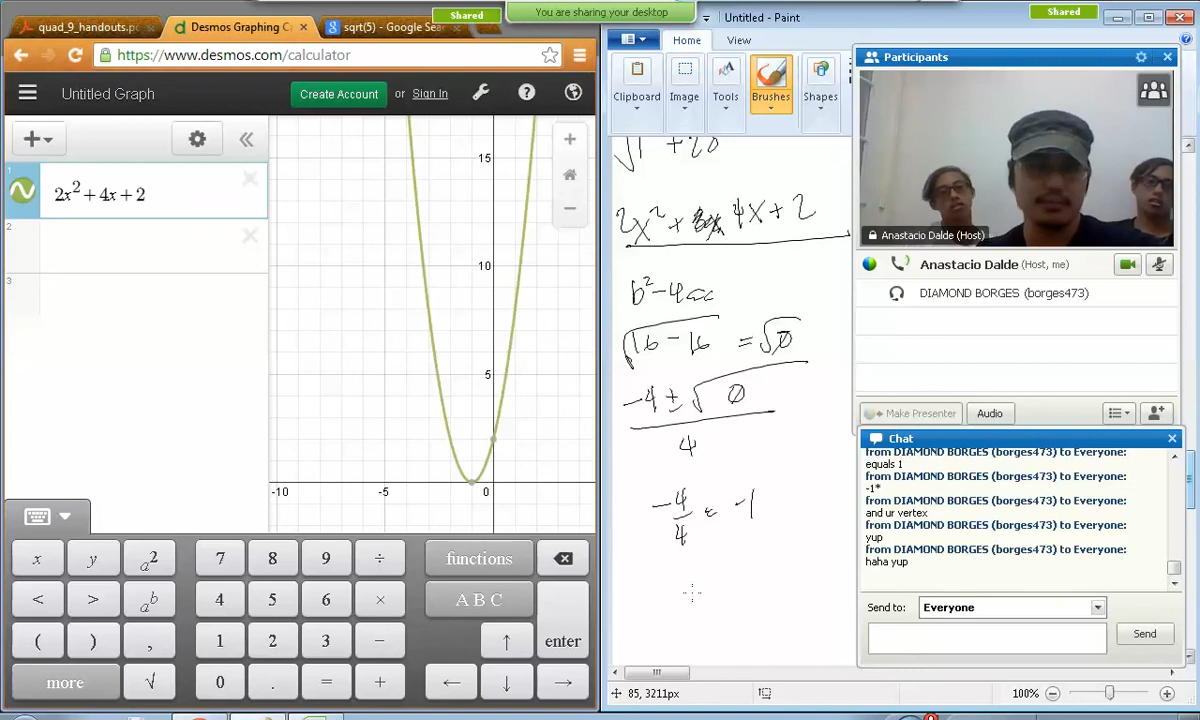 Shared
You are sharing your desktop
Shared
quad_9_handouts.pc
Desmos Graphing C
sqrt(5) - Google Sea
https://www.desmos.com/calculator
Untitled Graph
Create Account
or
Sign In
1
2x² + 4x + 2
2
3
15
10
5
-10
-5
0
x
y
a²
7
8
9
÷
functions
<
>
aᵇ
4
5
6
×
A B C
(
)
,
1
2
3
−
↑
enter
more
√
0
.
=
+
←
↓
→
Untitled - Paint
Home
View
Clipboard
Image
Tools
Brushes
Shapes
√1 + 20
2x² + 4x + 2
b² - 4ac
√16 - 16 = √0
-4 ± √0
4
-4
4
= -1
85, 3211px
100%
Participants
Anastacio Dalde (Host)
Anastacio Dalde (Host, me)
DIAMOND BORGES (borges473)
Make Presenter
Audio
Chat
from DIAMOND BORGES (borges473) to Everyone:
equals 1
from DIAMOND BORGES (borges473) to Everyone:
-1*
from DIAMOND BORGES (borges473) to Everyone:
and ur vertex
from DIAMOND BORGES (borges473) to Everyone:
yup
from DIAMOND BORGES (borges473) to Everyone:
haha yup
Send to:
Everyone
Send